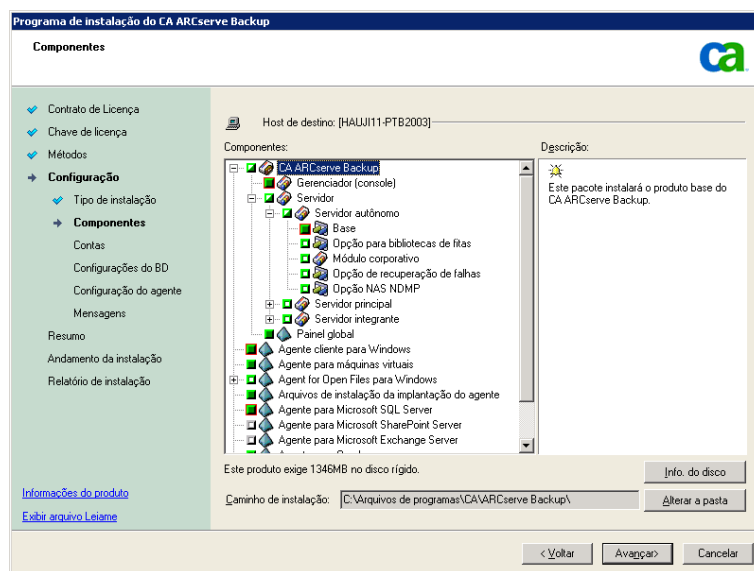 Programa de instalação do CA ARCserve Backup
Componentes
ca
Contrato de Licença
Chave de licença
Métodos
Configuração
Tipo de instalação
Componentes
Contas
Configurações do BD
Configuração do agente
Mensagens
Resumo
Andamento da instalação
Relatório de instalação
Informações do produto
Exibir arquivo Leiame
Host de destino: [HAUJI11-PTB2003]
Componentes:
CA ARCserve Backup
Gerenciador (console)
Servidor
Servidor autônomo
Base
Opção para bibliotecas de fitas
Módulo corporativo
Opção de recuperação de falhas
Opção NAS NDMP
Servidor principal
Servidor integrante
Painel global
Agente cliente para Windows
Agente para máquinas virtuais
Agent for Open Files para Windows
Arquivos de instalação da implantação do agente
Agente para Microsoft SQL Server
Agente para Microsoft SharePoint Server
Agente para Microsoft Exchange Server
Descrição:
Este pacote instalará o produto base do
CA ARCserve Backup.
Este produto exige 1346MB no disco rígido.
Info. do disco
Caminho de instalação: C:\Arquivos de programas\CA\ARCserve Backup\
Alterar a pasta
< Voltar
Avançar>
Cancelar